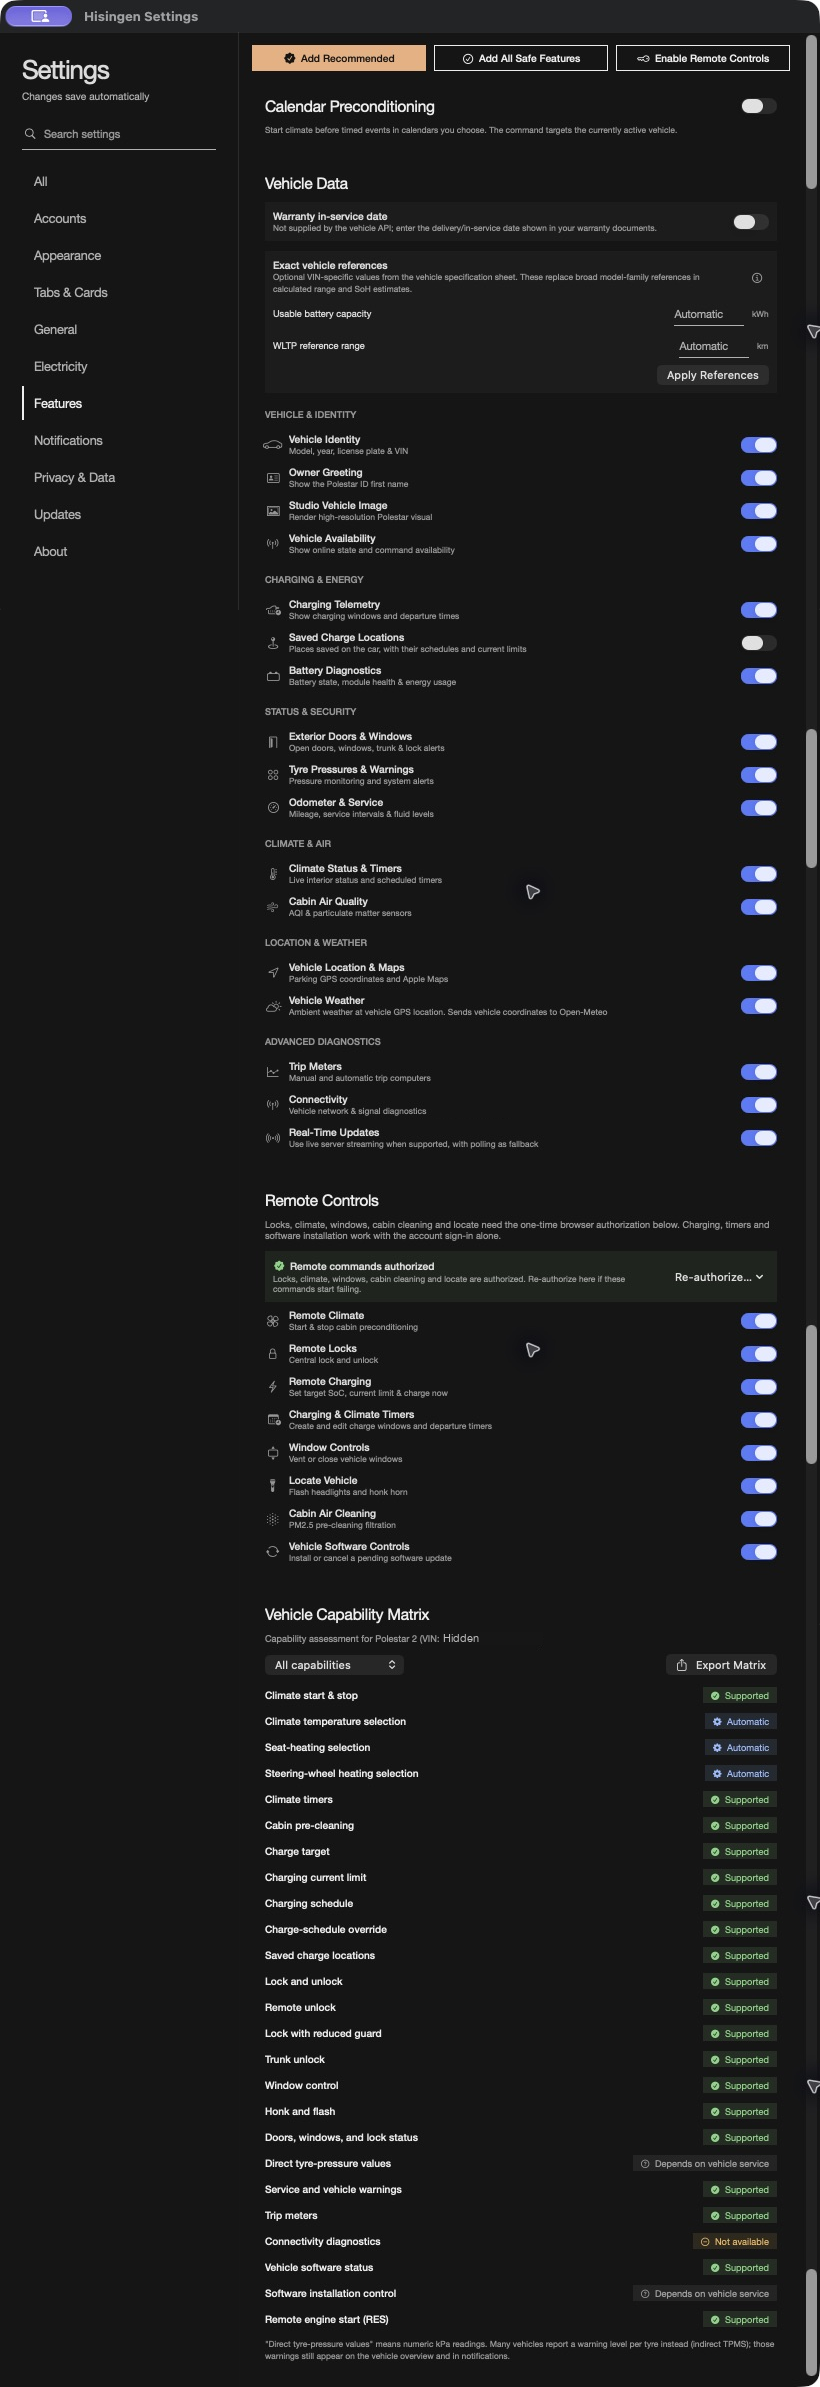 Hisingen Settings
Settings
Changes save automatically
Search settings
All
Accounts
Appearance
Tabs & Cards
General
Electricity
Features
Notifications
Privacy & Data
Updates
About
Add Recommended
Add All Safe Features
Enable Remote Controls
Calendar Preconditioning
Start climate before timed events in calendars you choose. The command targets the currently active vehicle.
Vehicle Data
Warranty in-service date
Not supplied by the vehicle API; enter the delivery/in-service date shown in your warranty documents.
Exact vehicle references
Optional VIN-specific values from the vehicle specification sheet. These replace broad model-family references in
calculated range and SoH estimates.
Usable battery capacity
Automatic
kWh
WLTP reference range
Automatic
km
Apply References
VEHICLE & IDENTITY
Vehicle Identity
Model, year, license plate & VIN
Owner Greeting
Show the Polestar ID first name
Studio Vehicle Image
Render high-resolution Polestar visual
Vehicle Availability
Show online state and command availability
CHARGING & ENERGY
Charging Telemetry
Show charging windows and departure times
Saved Charge Locations
Places saved on the car, with their schedules and current limits
Battery Diagnostics
Battery state, module health & energy usage
STATUS & SECURITY
Exterior Doors & Windows
Open doors, windows, trunk & lock alerts
Tyre Pressures & Warnings
Pressure monitoring and system alerts
Odometer & Service
Mileage, service intervals & fluid levels
CLIMATE & AIR
Climate Status & Timers
Live interior status and scheduled timers
Cabin Air Quality
AQI & particulate matter sensors
LOCATION & WEATHER
Vehicle Location & Maps
Parking GPS coordinates and Apple Maps
Vehicle Weather
Ambient weather at vehicle GPS location. Sends vehicle coordinates to Open-Meteo
ADVANCED DIAGNOSTICS
Trip Meters
Manual and automatic trip computers
Connectivity
Vehicle network & signal diagnostics
Real-Time Updates
Use live server streaming when supported, with polling as fallback
Remote Controls
Locks, climate, windows, cabin cleaning and locate need the one-time browser authorization below. Charging, timers and
software installation work with the account sign-in alone.
Remote commands authorized
Locks, climate, windows, cabin cleaning and locate are authorized. Re-authorize here if these
commands start failing.
Re-authorize...
Remote Climate
Start & stop cabin preconditioning
Remote Locks
Central lock and unlock
Remote Charging
Set target SoC, current limit & charge now
Charging & Climate Timers
Create and edit charge windows and departure timers
Window Controls
Vent or close vehicle windows
Locate Vehicle
Flash headlights and honk horn
Cabin Air Cleaning
PM2.5 pre-cleaning filtration
Vehicle Software Controls
Install or cancel a pending software update
Vehicle Capability Matrix
Capability assessment for Polestar 2 (VIN: Hidden
All capabilities
Export Matrix
Climate start & stop
Supported
Climate temperature selection
Automatic
Seat-heating selection
Automatic
Steering-wheel heating selection
Automatic
Climate timers
Supported
Cabin pre-cleaning
Supported
Charge target
Supported
Charging current limit
Supported
Charging schedule
Supported
Charge-schedule override
Supported
Saved charge locations
Supported
Lock and unlock
Supported
Remote unlock
Supported
Lock with reduced guard
Supported
Trunk unlock
Supported
Window control
Supported
Honk and flash
Supported
Doors, windows, and lock status
Supported
Direct tyre-pressure values
Depends on vehicle service
Service and vehicle warnings
Supported
Trip meters
Supported
Connectivity diagnostics
Not available
Vehicle software status
Supported
Software installation control
Depends on vehicle service
Remote engine start (RES)
Supported
"Direct tyre-pressure values" means numeric kPa readings. Many vehicles report a warning level per tyre instead (indirect TPMS); those
warnings still appear on the vehicle overview and in notifications.